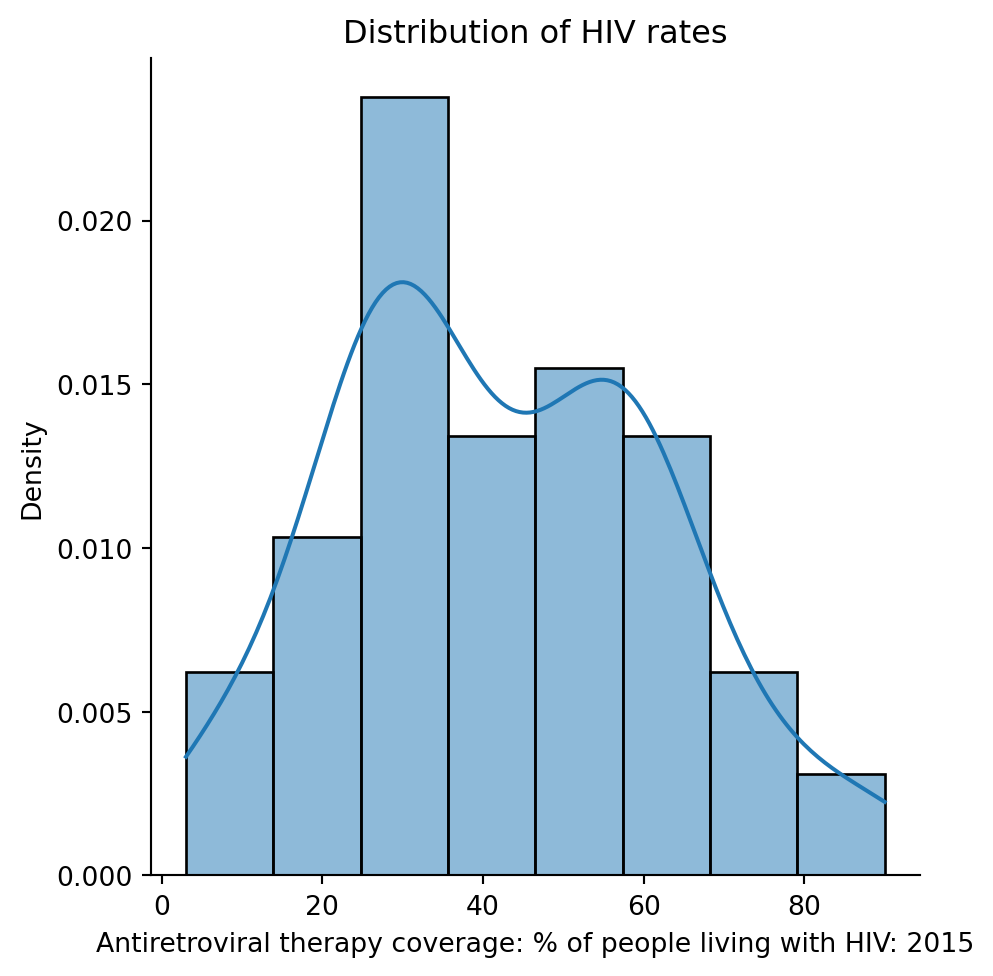 Distribution of HIV rates
Density
0.020
0.015
0.010
0.005
0.000
0 20 40 60 80
Antiretroviral therapy coverage: % of people living with HIV: 2015